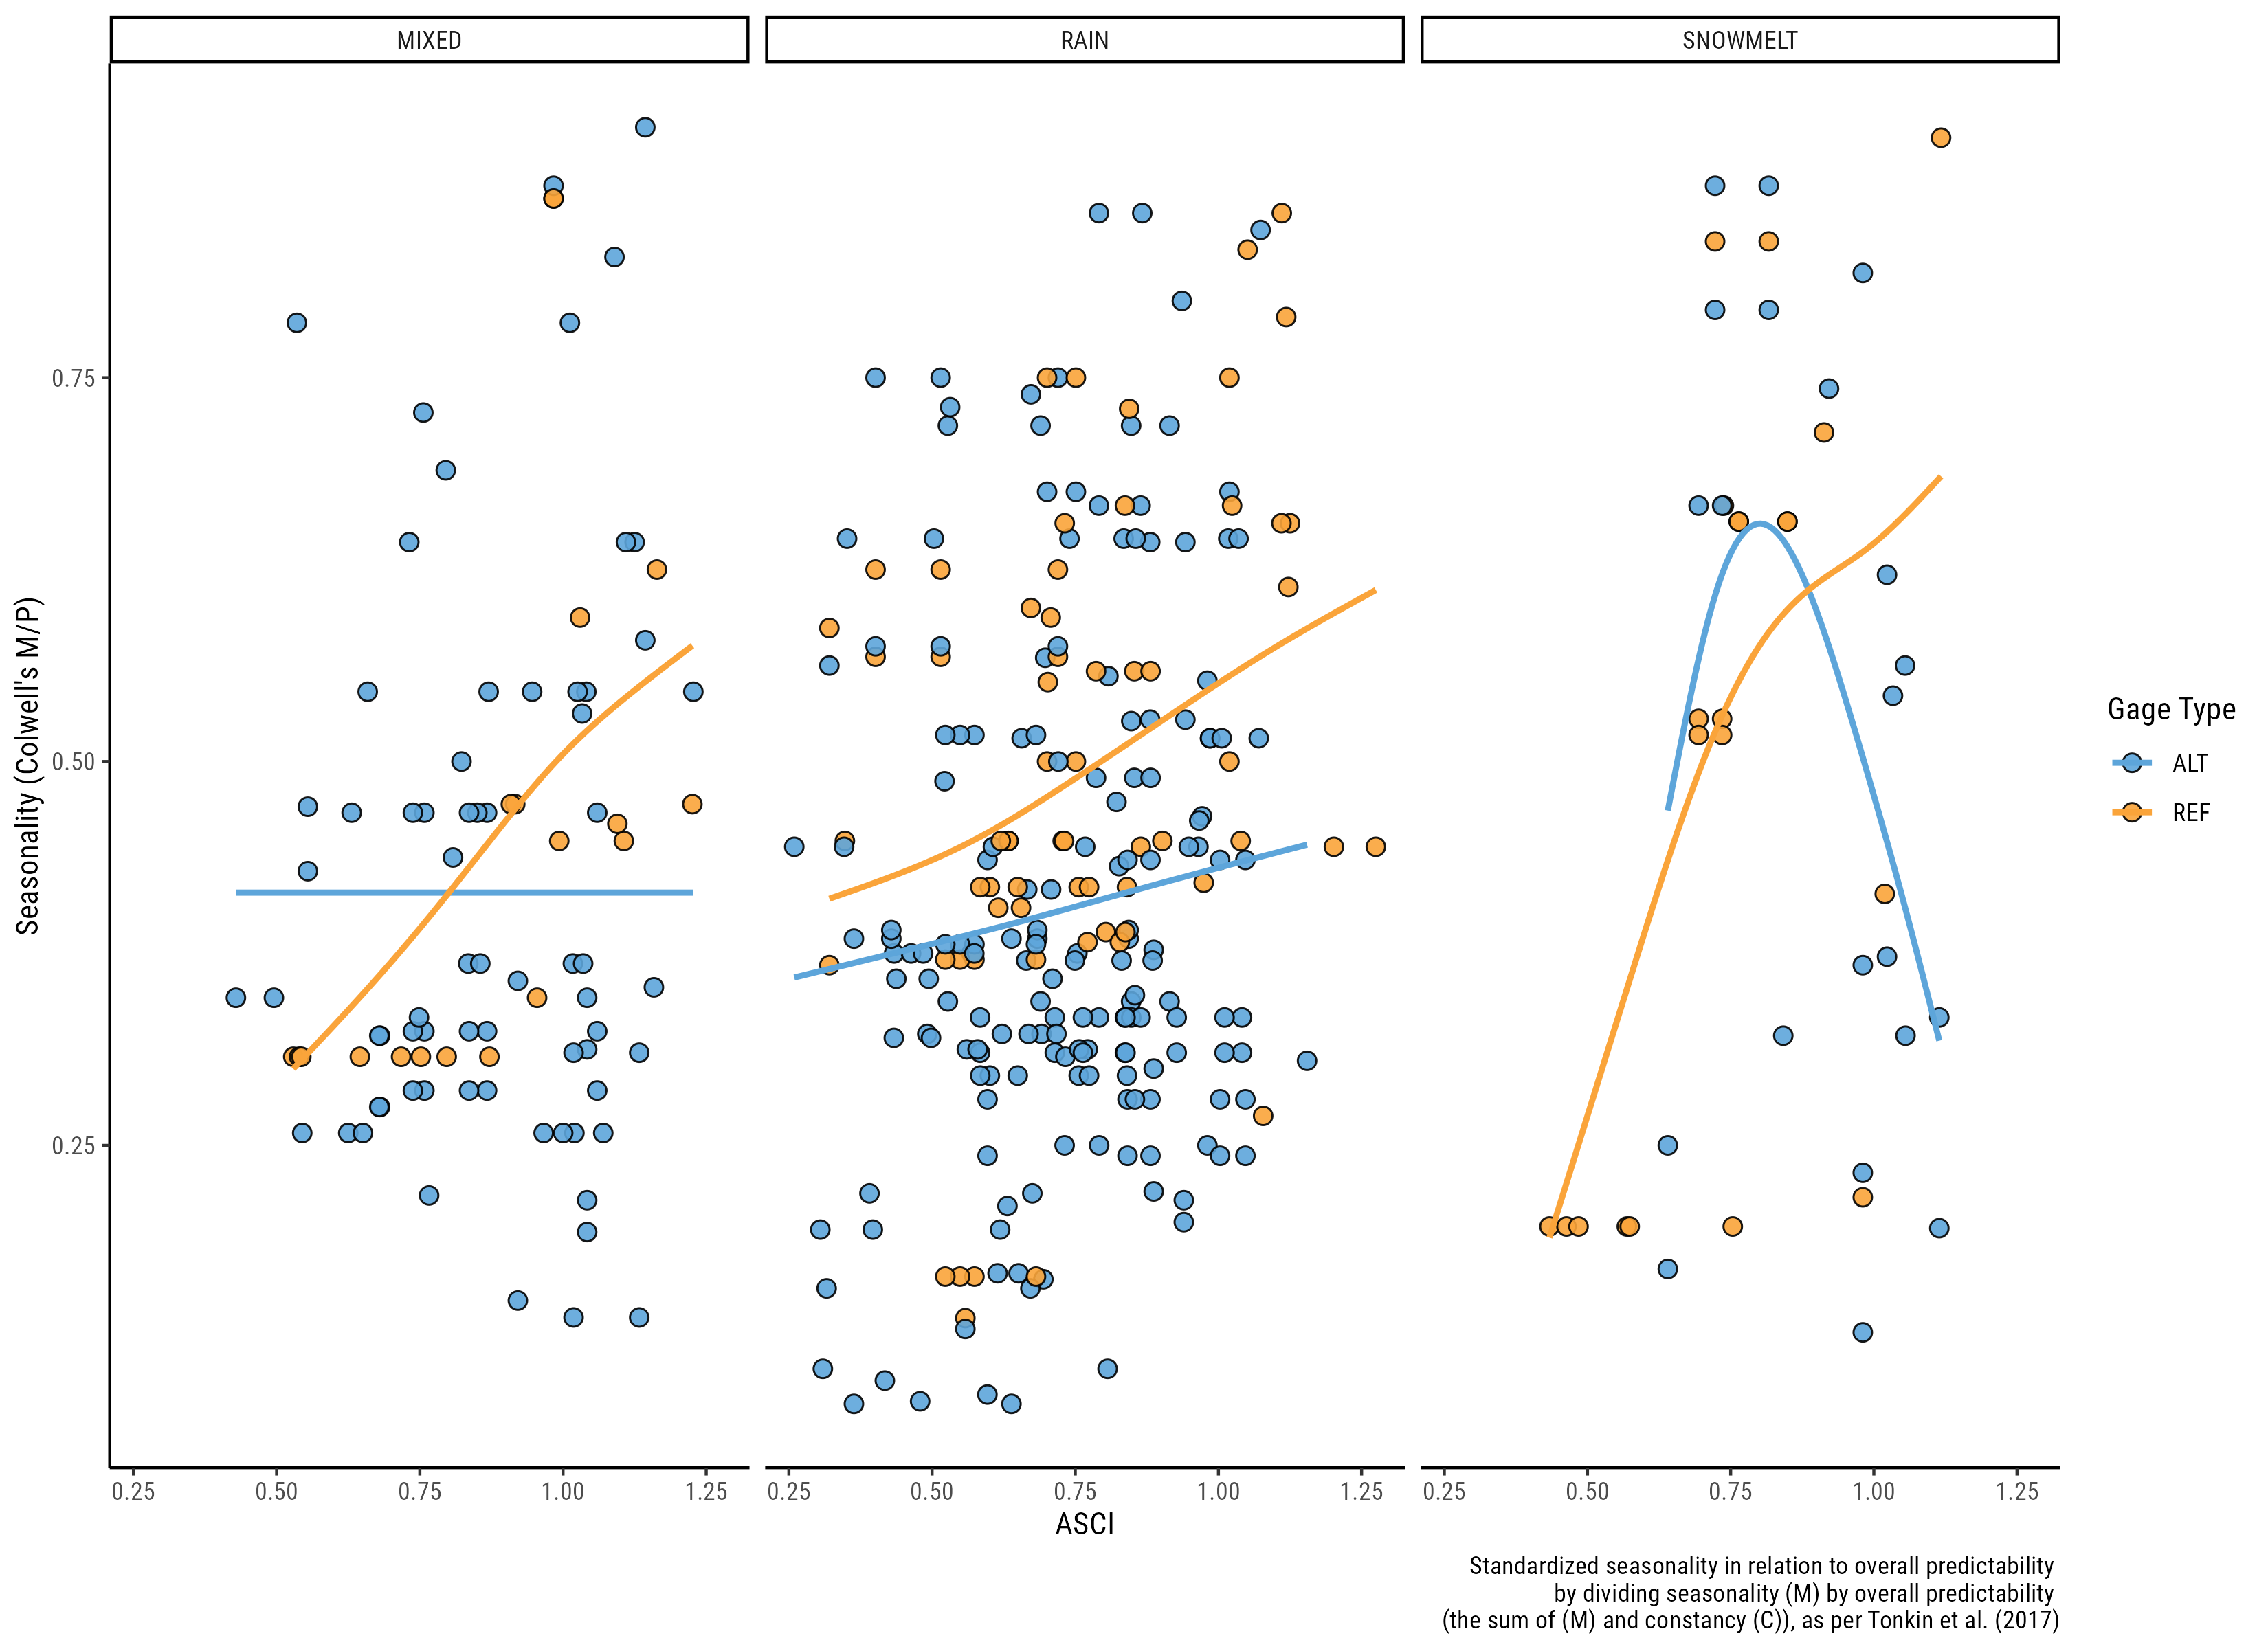 MIXED
RAIN
SNOWMELT
Seasonality (Colwell's M/P)
0.75
0.50
0.25
0.25 0.50 0.75 1.00 1.25
0.25 0.50 0.75 1.00 1.25
0.25 0.50 0.75 1.00 1.25
ASCI
Gage Type
ALT
REF
Standardized seasonality in relation to overall predictability
by dividing seasonality (M) by overall predictability
(the sum of (M) and constancy (C)), as per Tonkin et al. (2017)